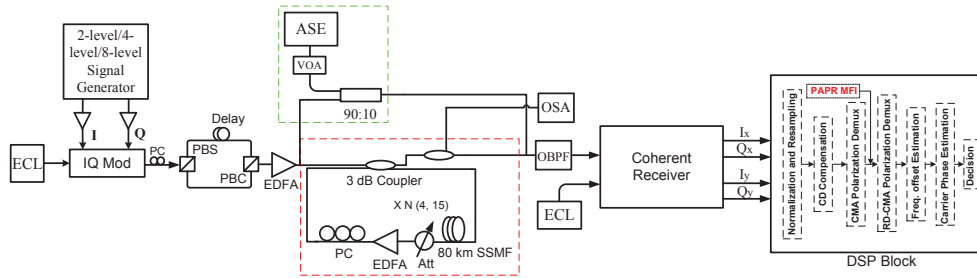 2-level/4-
level/8-level
Signal
Generator
I
Q
ECL
IQ Mod
PC
Delay
PBS
PBC
EDFA
ASE
VOA
90:10
3 dB Coupler
X N (4, 15)
PC
EDFA
Att
80 km SSMF
OSA
OBPF
ECL
Coherent
Receiver
Ix
Qx
Iy
Qy
PAPR MFI
Normalization and Resampling
CD Compensation
CMA Polarization Demux
RD-CMA Polarization Demux
Freq. offset Estimation
Carrier Phase Estimation
Decision
DSP Block